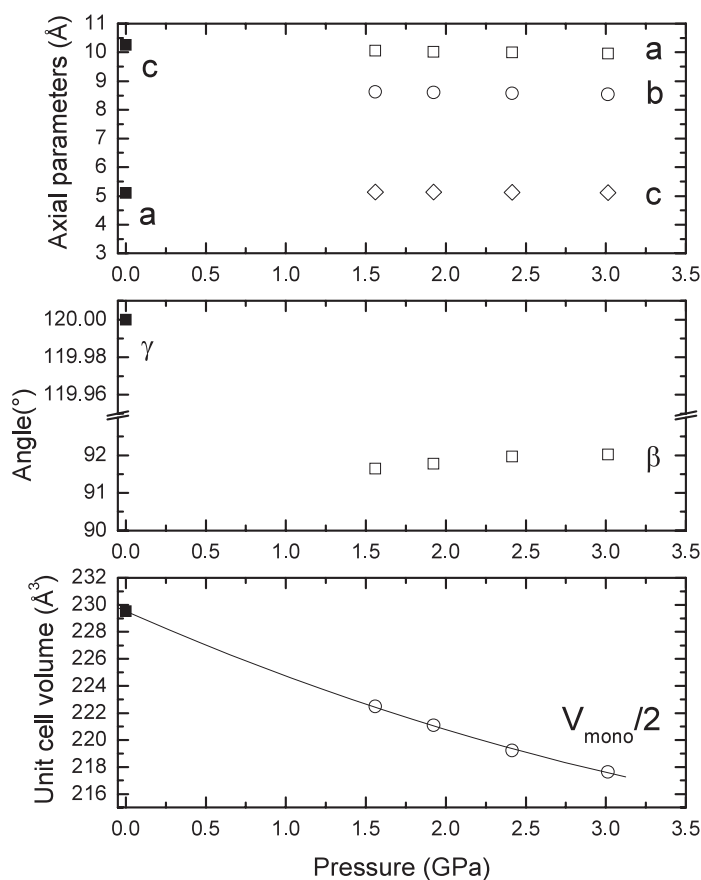 Axial parameters (Å)
11
10
9
8
7
6
5
4
3
c
a
a
b
c
0.0 0.5 1.0 1.5 2.0 2.5 3.0 3.5
Angle(°)
120.00
119.98
119.96
92
91
90
γ
β
0.0 0.5 1.0 1.5 2.0 2.5 3.0 3.5
Unit cell volume (Å³)
232
230
228
226
224
222
220
218
216
V_mono/2
0.0 0.5 1.0 1.5 2.0 2.5 3.0 3.5
Pressure (GPa)